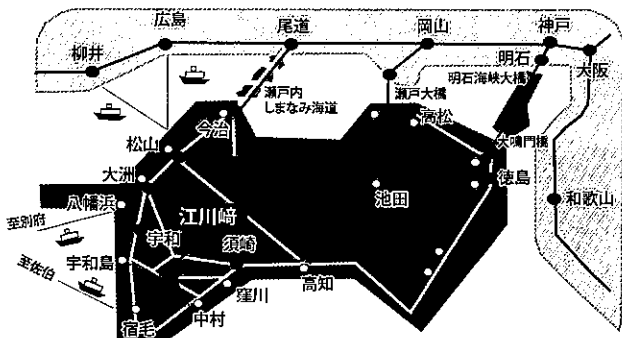 広島
尾道
岡山
神戸
柳井
明石
大阪
明石海峡大橋
瀬戸内
しまなみ海道
瀬戸大橋
今治
高松
大鳴門橋
松山
大洲
徳島
池田
八幡浜
江川﨑
和歌山
至別府
宇和
須崎
至佐伯
宇和島
高知
窪川
中村
宿毛